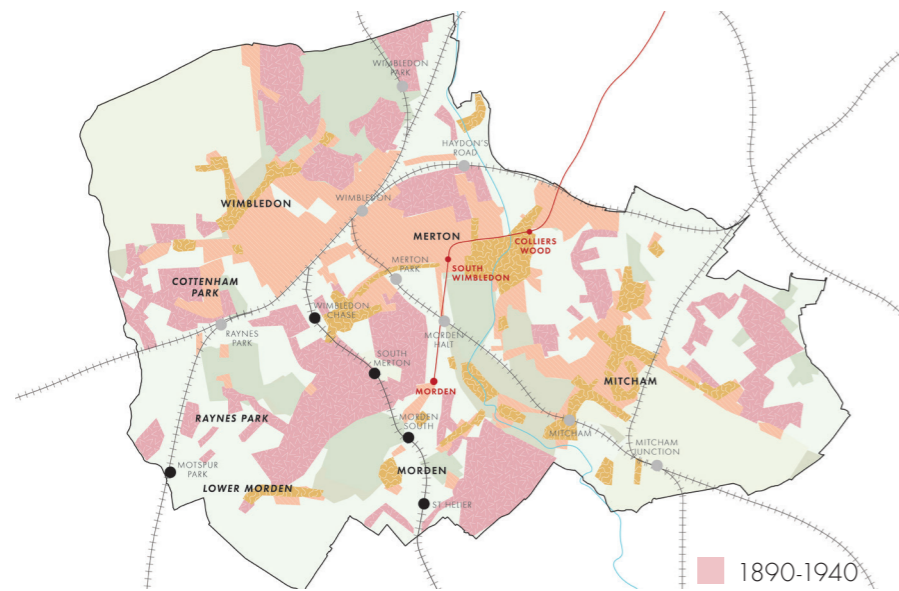 WIMBLEDON
PARK
HAYDON'S
ROAD
WIMBLEDON
WIMBLEDON
MERTON
COLLIERS
WOOD
SOUTH
WIMBLEDON
MERTON
PARK
COTTENHAM
PARK
WIMBLEDON
CHASE
RAYNES
PARK
MORDEN
HALT
SOUTH
MERTON
MORDEN
MITCHAM
RAYNES PARK
MORDEN
SOUTH
MITCHAM
MITCHAM
JUNCTION
MOTSPUR
PARK
MORDEN
LOWER MORDEN
ST HELIER
1890-1940